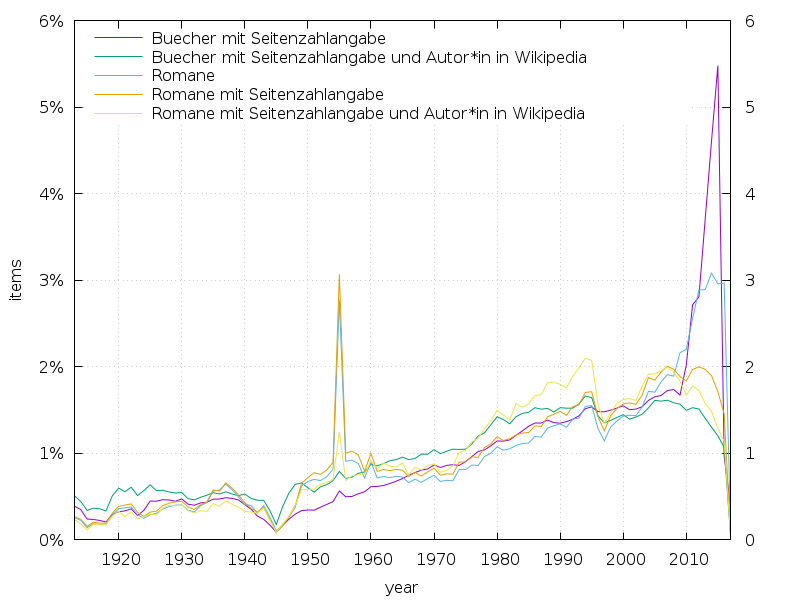 6% 6
Buecher mit Seitenzahlangabe
Buecher mit Seitenzahlangabe und Autor*in in Wikipedia
Romane
Romane mit Seitenzahlangabe
Romane mit Seitenzahlangabe und Autor*in in Wikipedia
5% 5
4% 4
3% 3
items
2% 2
1% 1
0% 0
1920 1930 1940 1950 1960 1970 1980 1990 2000 2010
year